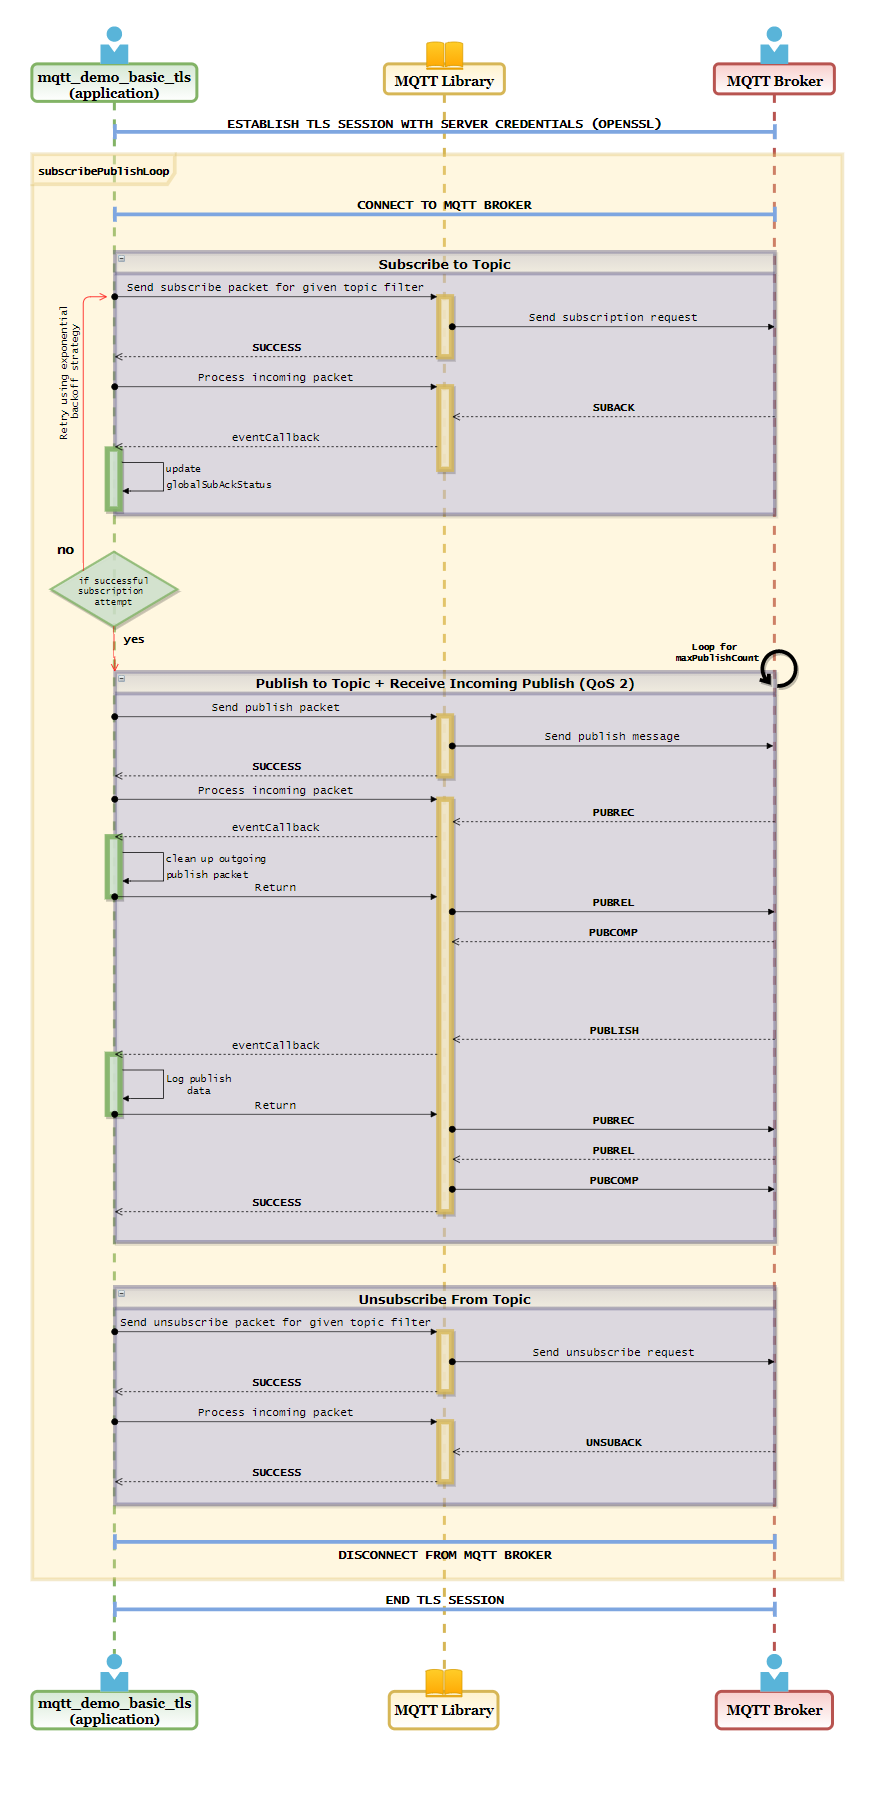 mqtt_demo_basic_tls
(application)
MQTT Library
MQTT Broker
ESTABLISH TLS SESSION WITH SERVER CREDENTIALS (OPENSSL)
subscribePublishLoop
CONNECT TO MQTT BROKER
Subscribe to Topic
Send subscribe packet for given topic filter
Send subscription request
SUCCESS
Process incoming packet
SUBACK
eventCallback
update
globalSubAckStatus
Retry using exponential
backoff strategy
no
if successful
subscription
attempt
yes
Loop for
maxPublishCount
Publish to Topic + Receive Incoming Publish (QoS 2)
Send publish packet
Send publish message
SUCCESS
Process incoming packet
PUBREC
eventCallback
clean up outgoing
publish packet
Return
PUBREL
PUBCOMP
PUBLISH
eventCallback
Log publish
data
Return
PUBREC
PUBREL
PUBCOMP
SUCCESS
Unsubscribe From Topic
Send unsubscribe packet for given topic filter
Send unsubscribe request
SUCCESS
Process incoming packet
UNSUBACK
SUCCESS
DISCONNECT FROM MQTT BROKER
END TLS SESSION
mqtt_demo_basic_tls
(application)
MQTT Library
MQTT Broker